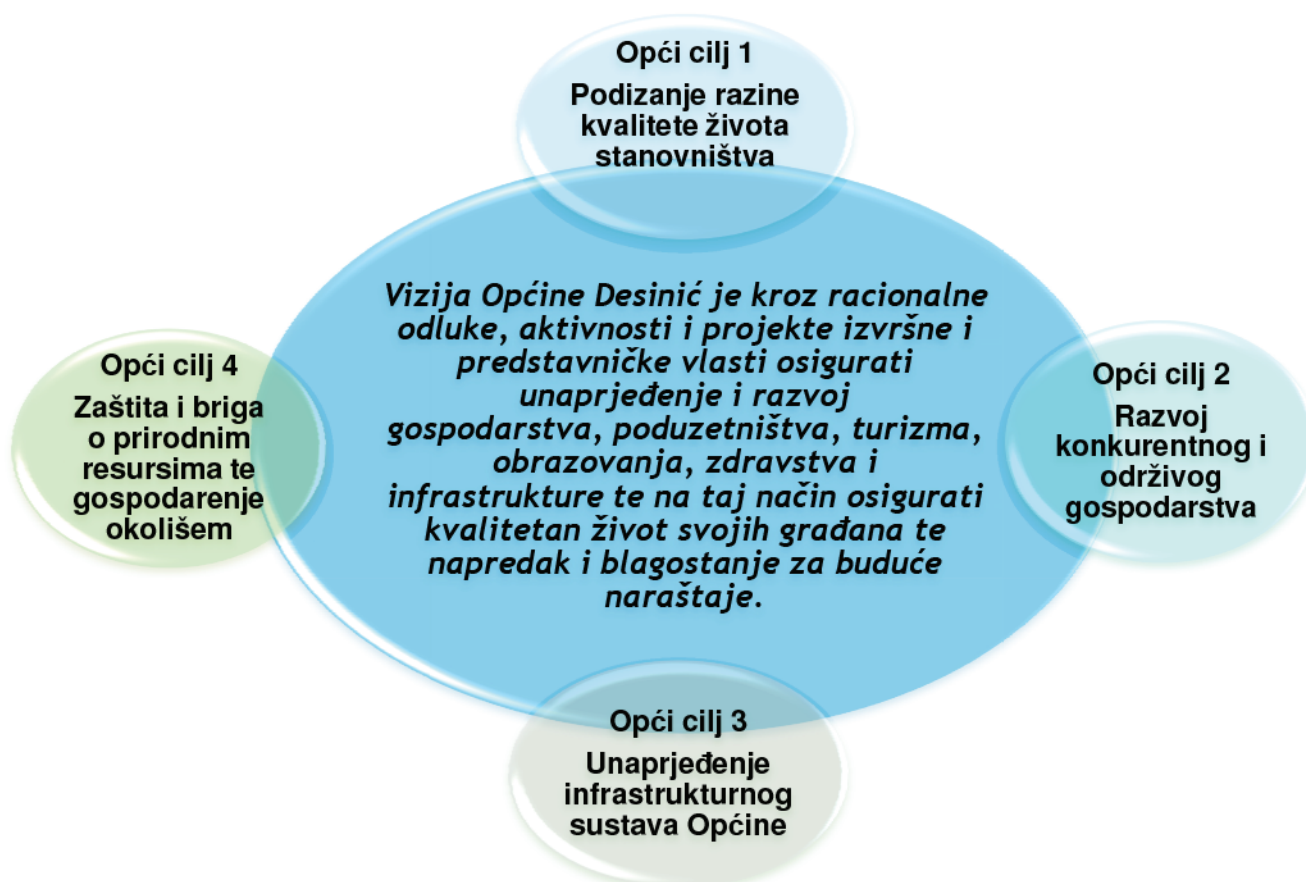 Opći cilj 1
Podizanje razine
kvalitete života
stanovništva
Vizija Općine Desinić je kroz racionalne
odluke, aktivnosti i projekte izvršne i
predstavničke vlasti osigurati
unaprjeđenje i razvoj
gospodarstva, poduzetništva, turizma,
obrazovanja, zdravstva i
infrastrukture te na taj način osigurati
kvalitetan život svojih građana te
napredak i blagostanje za buduće
naraštaje.
Opći cilj 2
Razvoj
konkurentnog i
održivog
gospodarstva
Opći cilj 3
Unaprjeđenje
infrastrukturnog
sustava Općine
Opći cilj 4
Zaštita i briga
o prirodnim
resursima te
gospodarenje
okolišem